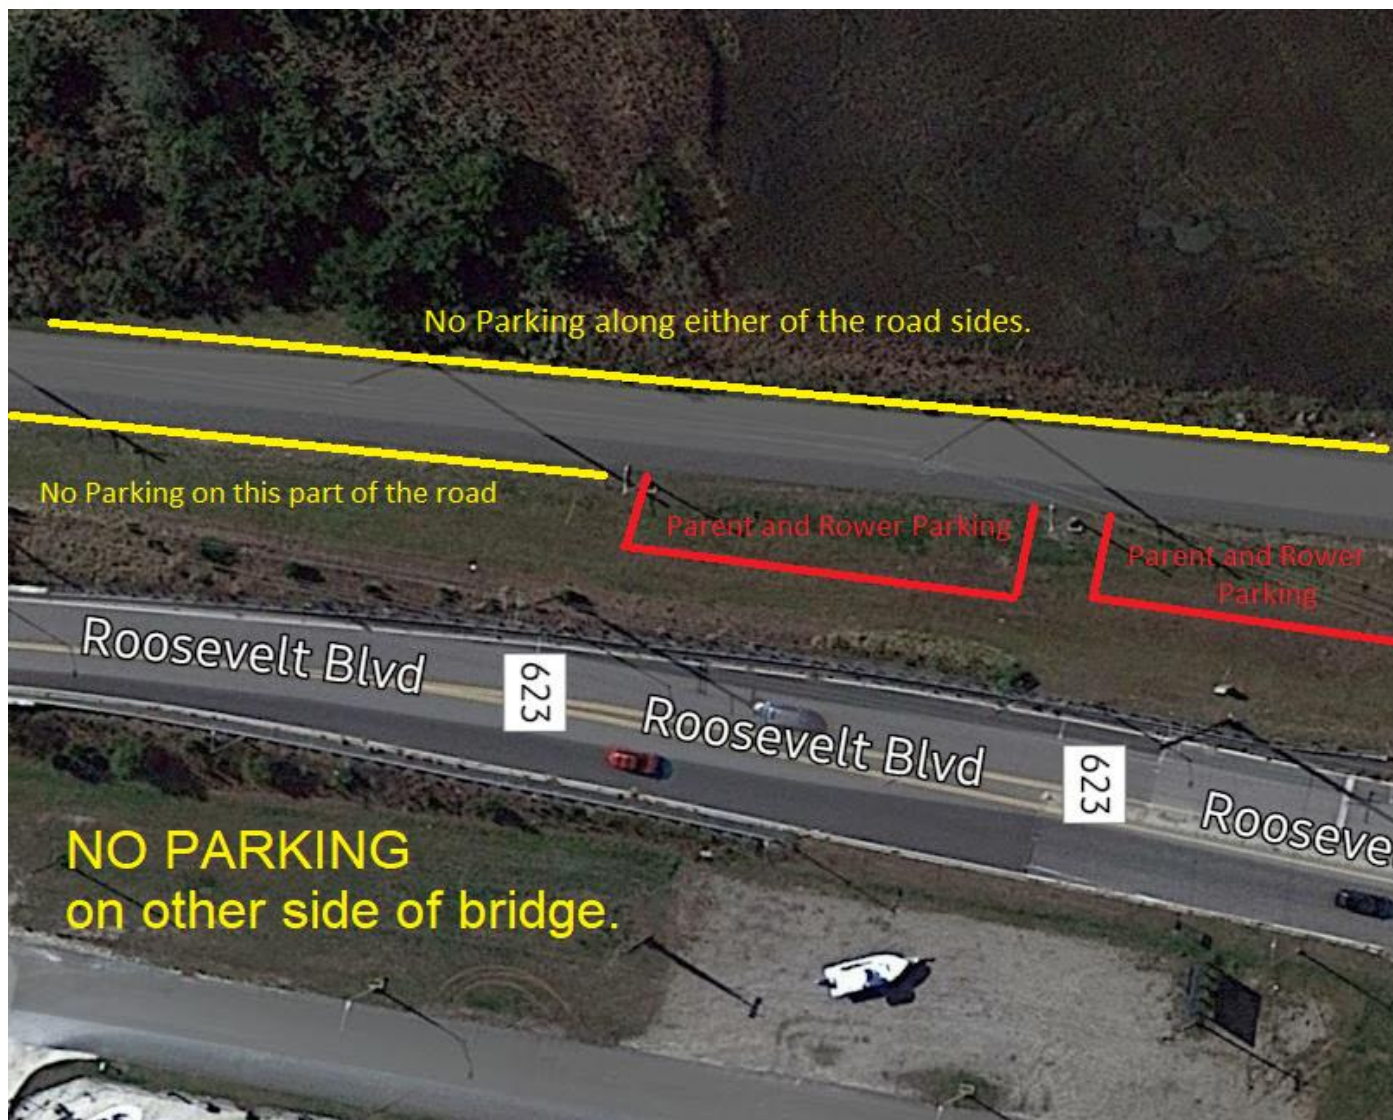 No Parking along either of the road sides.
No Parking on this part of the road
Parent and Rower Parking
Parent and Rower
Parking
Roosevelt Blvd
623
Roosevelt Blvd
623
Rooseve
NO PARKING
on other side of bridge.